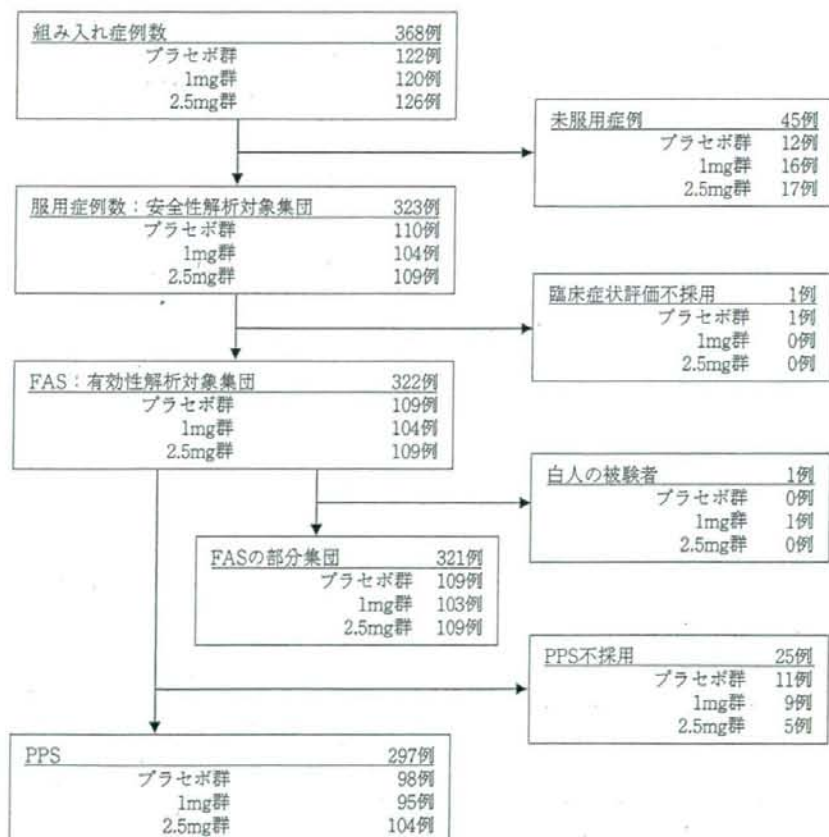 組み入れ症例数 368例
プラセボ群 122例
1mg群 120例
2.5mg群 126例
未服用症例 45例
プラセボ群 12例
1mg群 16例
2.5mg群 17例
服用症例数：安全性解析対象集団 323例
プラセボ群 110例
1mg群 104例
2.5mg群 109例
臨床症状評価不採用 1例
プラセボ群 1例
1mg群 0例
2.5mg群 0例
FAS：有効性解析対象集団 322例
プラセボ群 109例
1mg群 104例
2.5mg群 109例
白人の被験者 1例
プラセボ群 0例
1mg群 1例
2.5mg群 0例
FASの部分集団 321例
プラセボ群 109例
1mg群 103例
2.5mg群 109例
PPS不採用 25例
プラセボ群 11例
1mg群 9例
2.5mg群 5例
PPS 297例
プラセボ群 98例
1mg群 95例
2.5mg群 104例